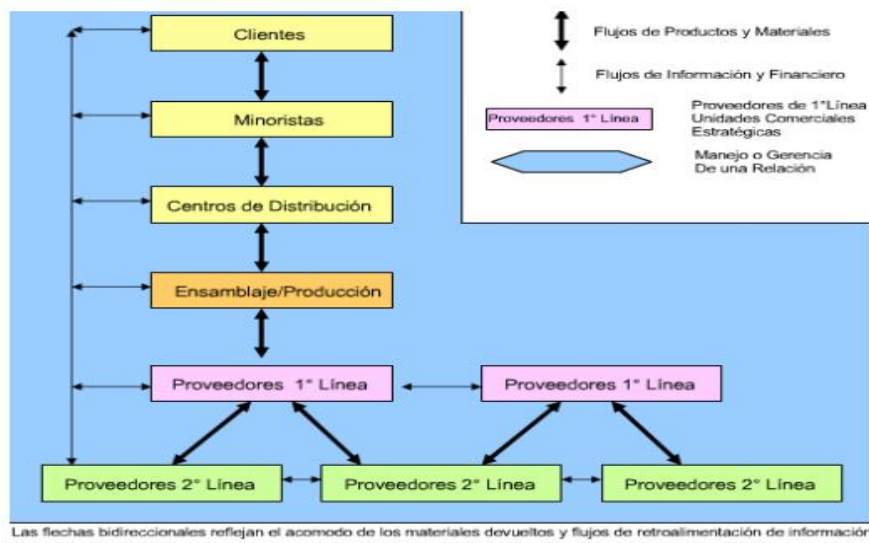 Clientes
Minoristas
Centros de Distribución
Ensamblaje/Producción
Proveedores 1° Línea
Proveedores 1° Línea
Proveedores 2° Línea
Proveedores 2° Línea
Proveedores 2° Línea
Flujos de Productos y Materiales
Flujos de Información y Financiero
Proveedores 1° Línea
Proveedores de 1°Línea
Unidades Comerciales
Estratégicas
Manejo o Gerencia
De una Relación
Las flechas bidireccionales reflejan el acomodo de los materiales devueltos y flujos de retroalimentación de información